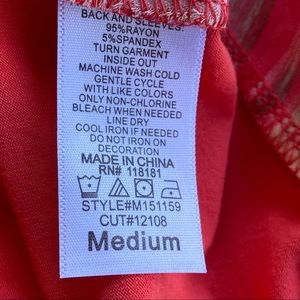 BACK AND SLEEVES:
95%RAYON
5%SPANDEX
TURN GARMENT
INSIDE OUT
MACHINE WASH COLD
GENTLE CYCLE
WITH LIKE COLORS
ONLY NON-CHLORINE
BLEACH WHEN NEEDED
LINE DRY
COOL IRON IF NEEDED
DO NOT IRON ON
DECORATION
MADE IN CHINA
RN# 118181
STYLE#M151159
CUT#12108
Medium